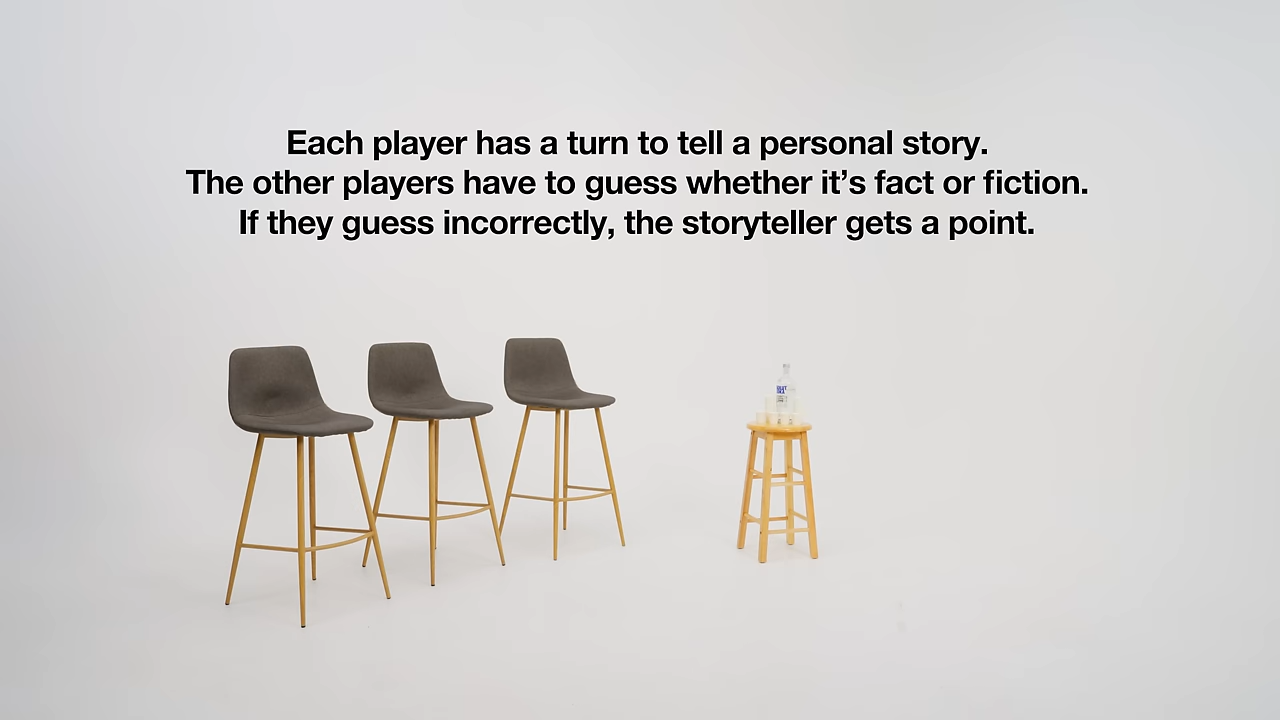 Each player has a turn to tell a personal story.
The other players have to guess whether it’s fact or fiction.
If they guess incorrectly, the storyteller gets a point.